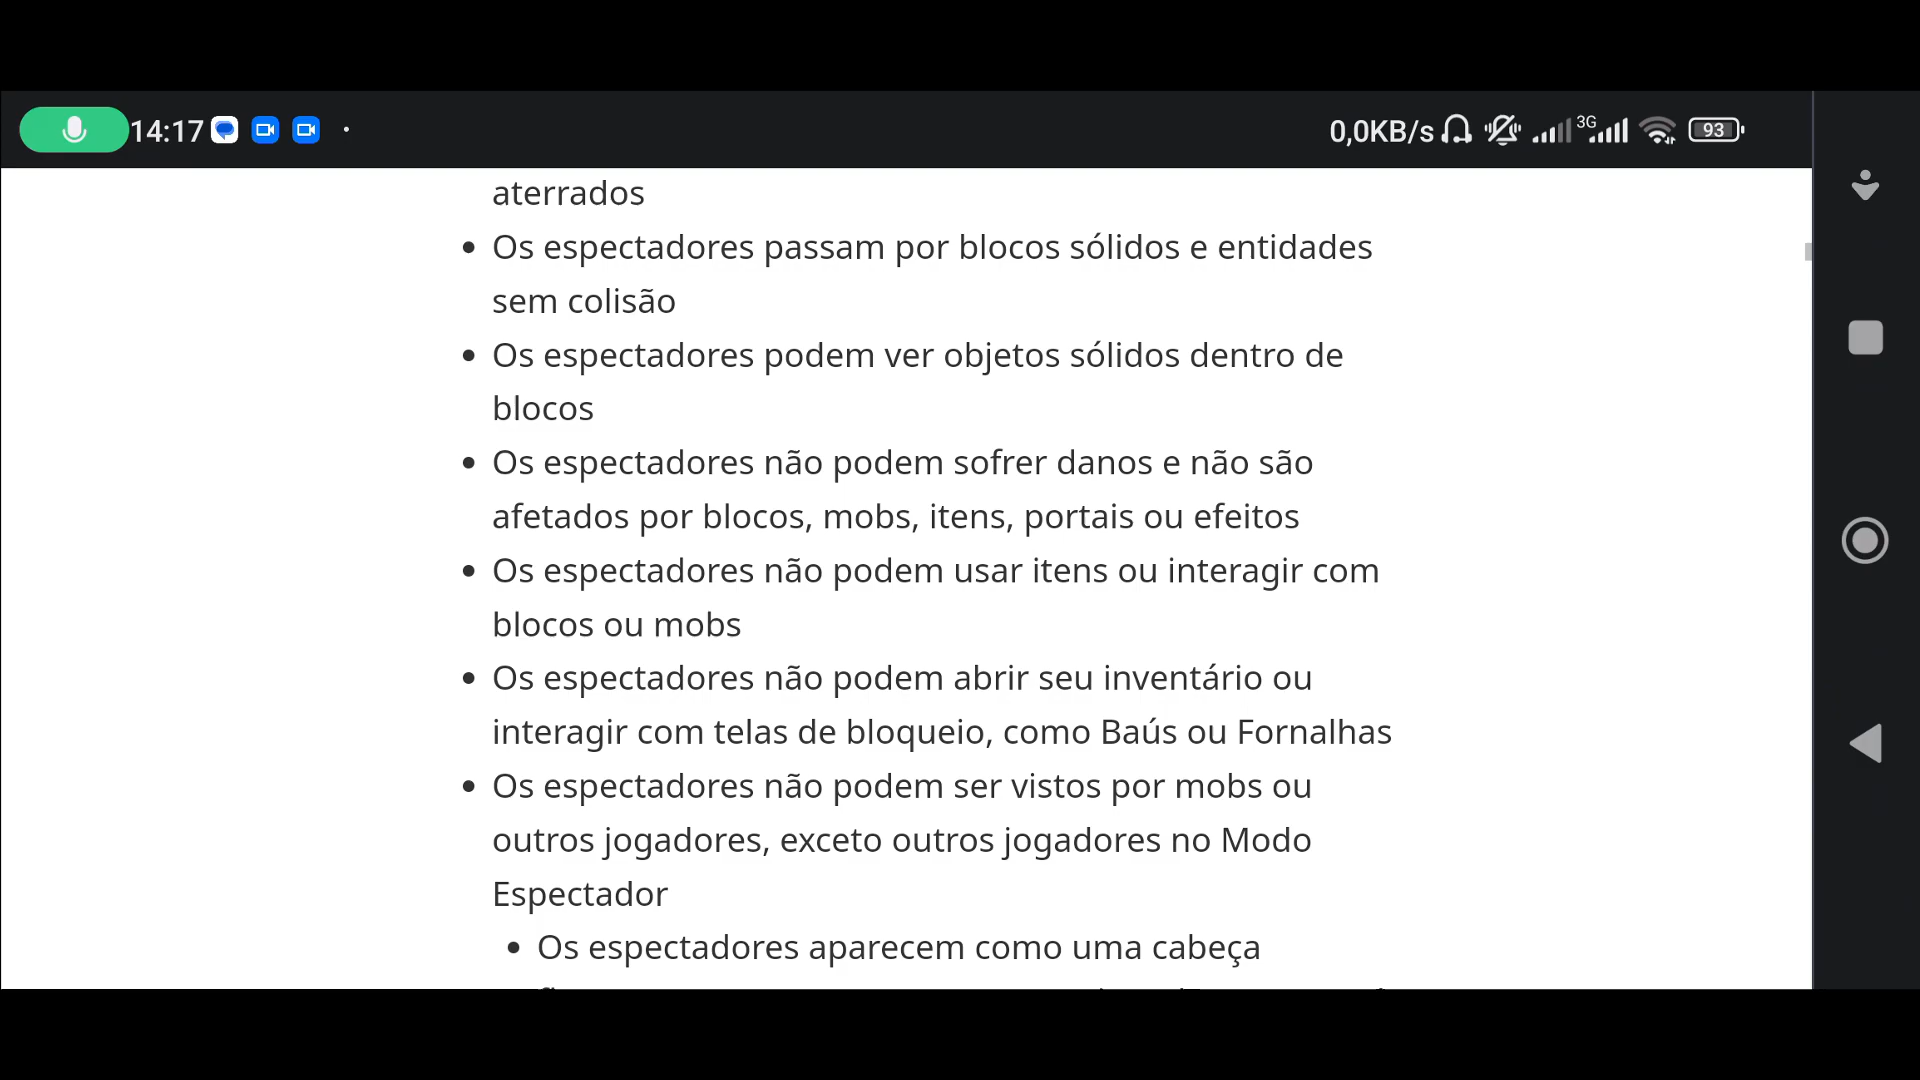 14:17
0,0KB/s
3G
93
aterrados
• Os espectadores passam por blocos sólidos e entidades
sem colisão
• Os espectadores podem ver objetos sólidos dentro de
blocos
• Os espectadores não podem sofrer danos e não são
afetados por blocos, mobs, itens, portais ou efeitos
• Os espectadores não podem usar itens ou interagir com
blocos ou mobs
• Os espectadores não podem abrir seu inventário ou
interagir com telas de bloqueio, como Baús ou Fornalhas
• Os espectadores não podem ser vistos por mobs ou
outros jogadores, exceto outros jogadores no Modo
Espectador
• Os espectadores aparecem como uma cabeça